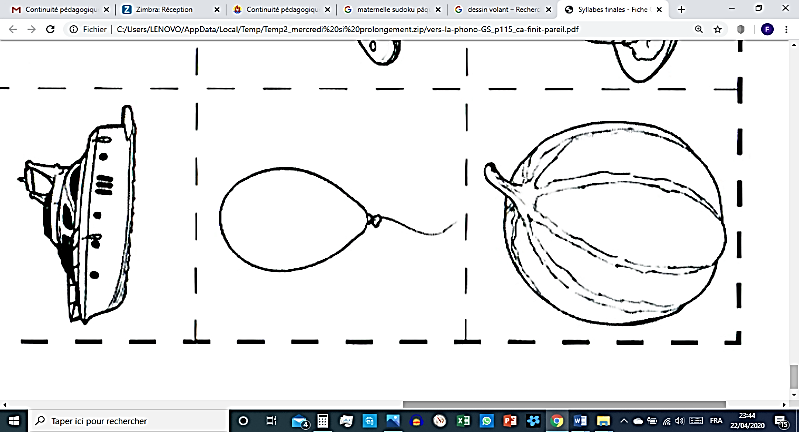 Continuité pédagogiqu
Zimbra: Réception
Continuité pédagogiqu
maternelle sudoku pâq
dessin volant - Recherc
Syllabes finales - Fiche
Fichier | C:/Users/LENOVO/AppData/Local/Temp/Temp2_mercredi%20si%20prolongement.zip/vers-la-phono-GS_p115_ca-finit-pareil.pdf
Taper ici pour rechercher
FRA
23:44
22/04/2020